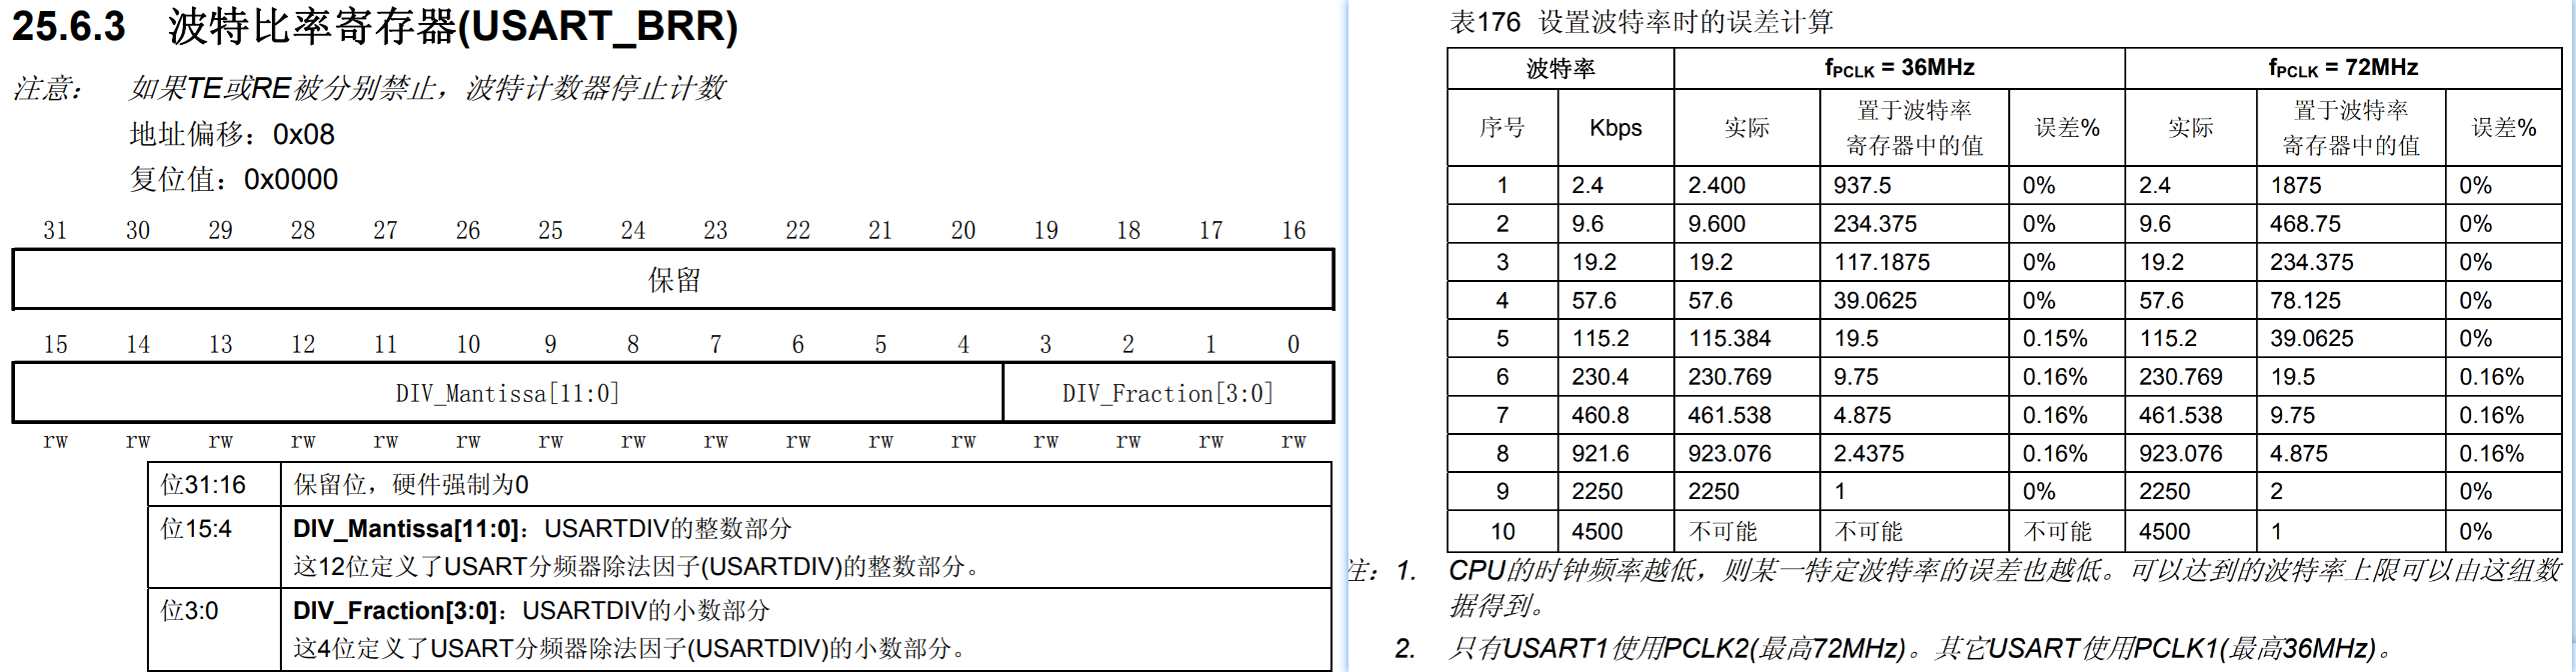 25.6.3 波特比率寄存器(USART_BRR)
注意： 如果TE或RE被分别禁止，波特计数器停止计数
地址偏移：0x08
复位值：0x0000
31 30 29 28 27 26 25 24 23 22 21 20 19 18 17 16
保留
15 14 13 12 11 10 9 8 7 6 5 4 3 2 1 0
DIV_Mantissa[11:0] DIV_Fraction[3:0]
rw rw rw rw rw rw rw rw rw rw rw rw rw rw rw rw
位31:16 保留位，硬件强制为0
位15:4 DIV_Mantissa[11:0]：USARTDIV的整数部分
这12位定义了USART分频器除法因子(USARTDIV)的整数部分。
位3:0 DIV_Fraction[3:0]：USARTDIV的小数部分
这4位定义了USART分频器除法因子(USARTDIV)的小数部分。
表176 设置波特率时的误差计算
波特率 fPCLK = 36MHz fPCLK = 72MHz
序号 Kbps 实际 置于波特率 误差% 实际 置于波特率 误差%
寄存器中的值 寄存器中的值
1 2.4 2.400 937.5 0% 2.4 1875 0%
2 9.6 9.600 234.375 0% 9.6 468.75 0%
3 19.2 19.2 117.1875 0% 19.2 234.375 0%
4 57.6 57.6 39.0625 0% 57.6 78.125 0%
5 115.2 115.384 19.5 0.15% 115.2 39.0625 0%
6 230.4 230.769 9.75 0.16% 230.769 19.5 0.16%
7 460.8 461.538 4.875 0.16% 461.538 9.75 0.16%
8 921.6 923.076 2.4375 0.16% 923.076 4.875 0.16%
9 2250 2250 1 0% 2250 2 0%
10 4500 不可能 不可能 不可能 4500 1 0%
注：1. CPU的时钟频率越低，则某一特定波特率的误差也越低。可以达到的波特率上限可以由这组数
据得到。
2. 只有USART1使用PCLK2(最高72MHz)。其它USART使用PCLK1(最高36MHz)。